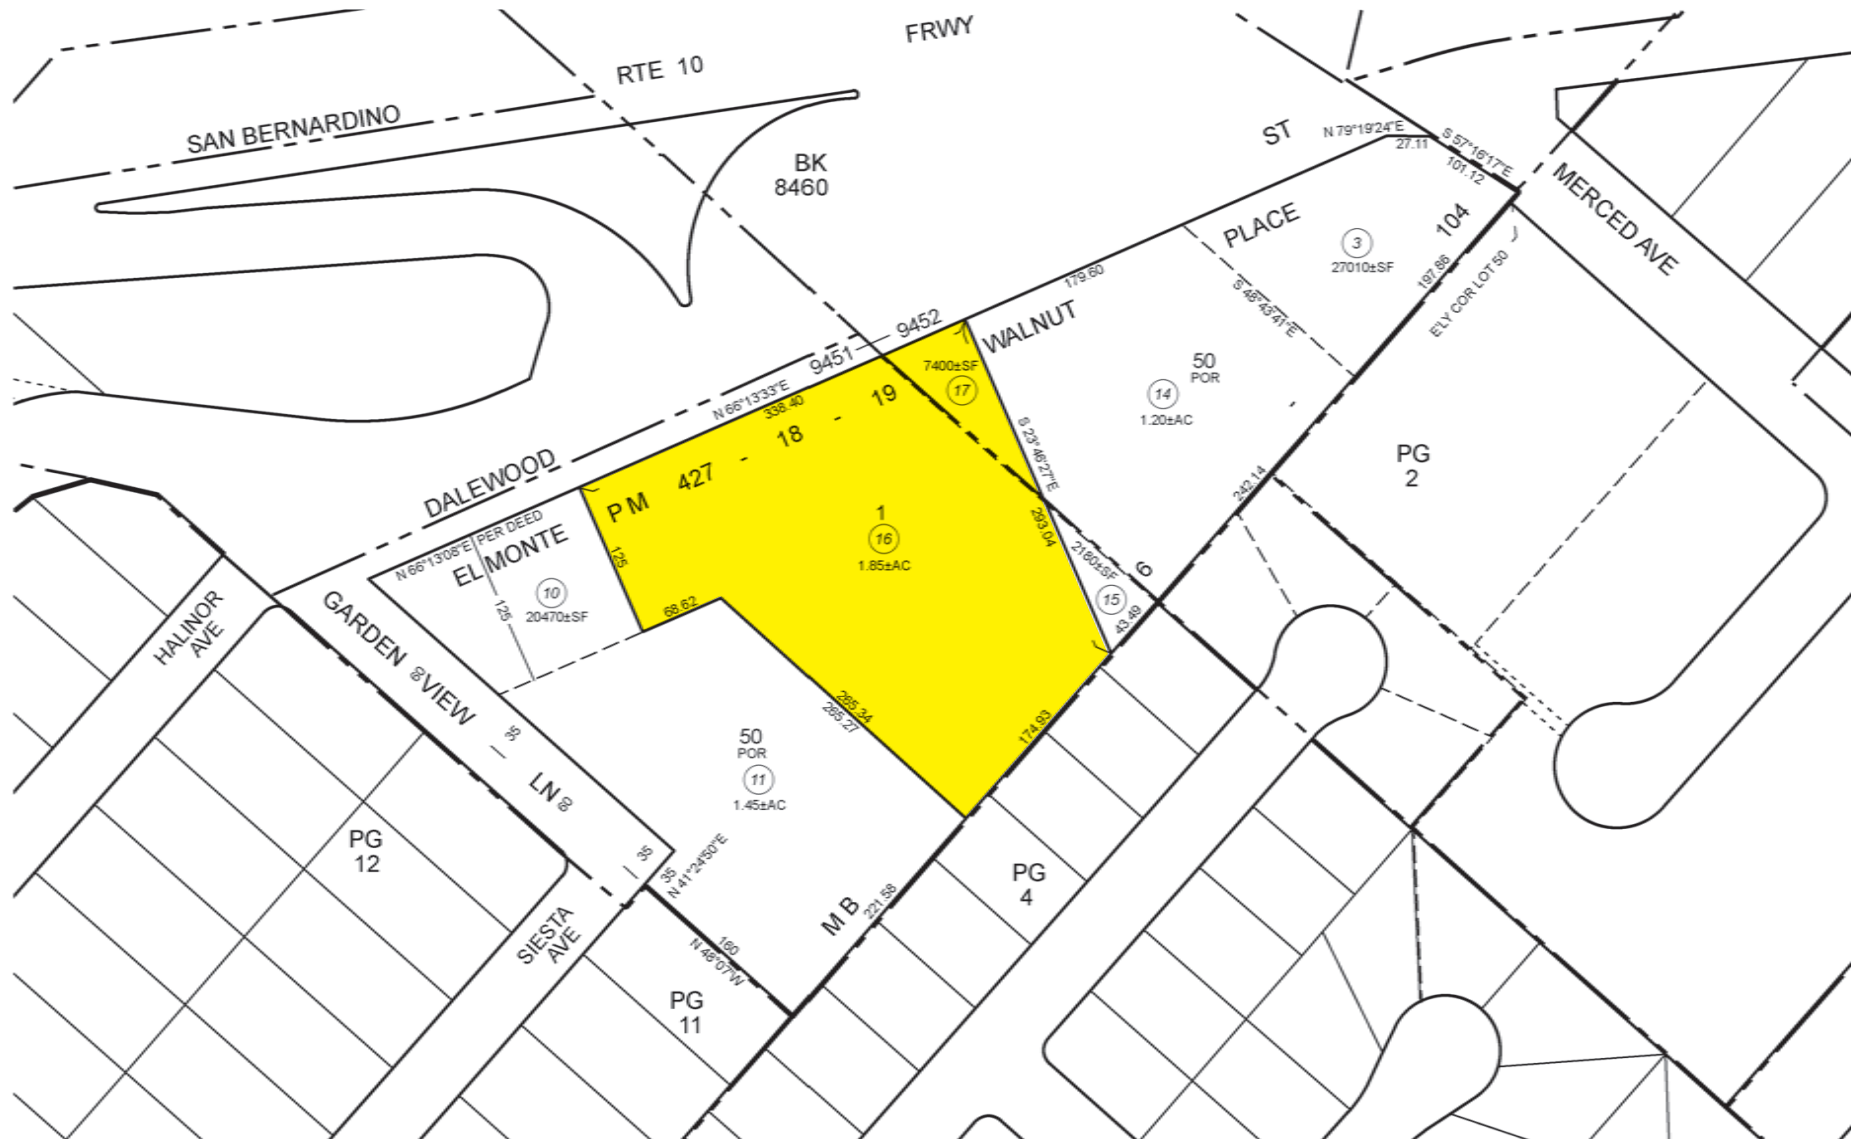 FRWY
RTE 10
SAN BERNARDINO
BK
8460
ST
N 79°19'24"E
27.11
S 57°16'17"E
101.12
MERCED AVE
PLACE
104
3
27010±SF
197.86
E'LY COR LOT 50
S 48°43'41"E
179.60
WALNUT
9452
9451
7400±SF
17
50
POR
14
1.20±AC
N 66°13'33"E
338.40
PM 427 - 18 - 19
S 23°46'27"E
293.04
PG
2
242.14
DALEWOOD
N 66°13'08"E PER DEED
EL MONTE
125
125
10
20470±SF
1
16
1.85±AC
2180±SF
15
6
43.49
68.62
HALINOR
AVE
GARDEN VIEW LN
60
35
60
265.34
265.27
174.93
50
POR
11
1.45±AC
35
35
N 41°24'50"E
PG
12
PG
4
MB
221.58
SIESTA
AVE
160
N 48°07'W
PG
11